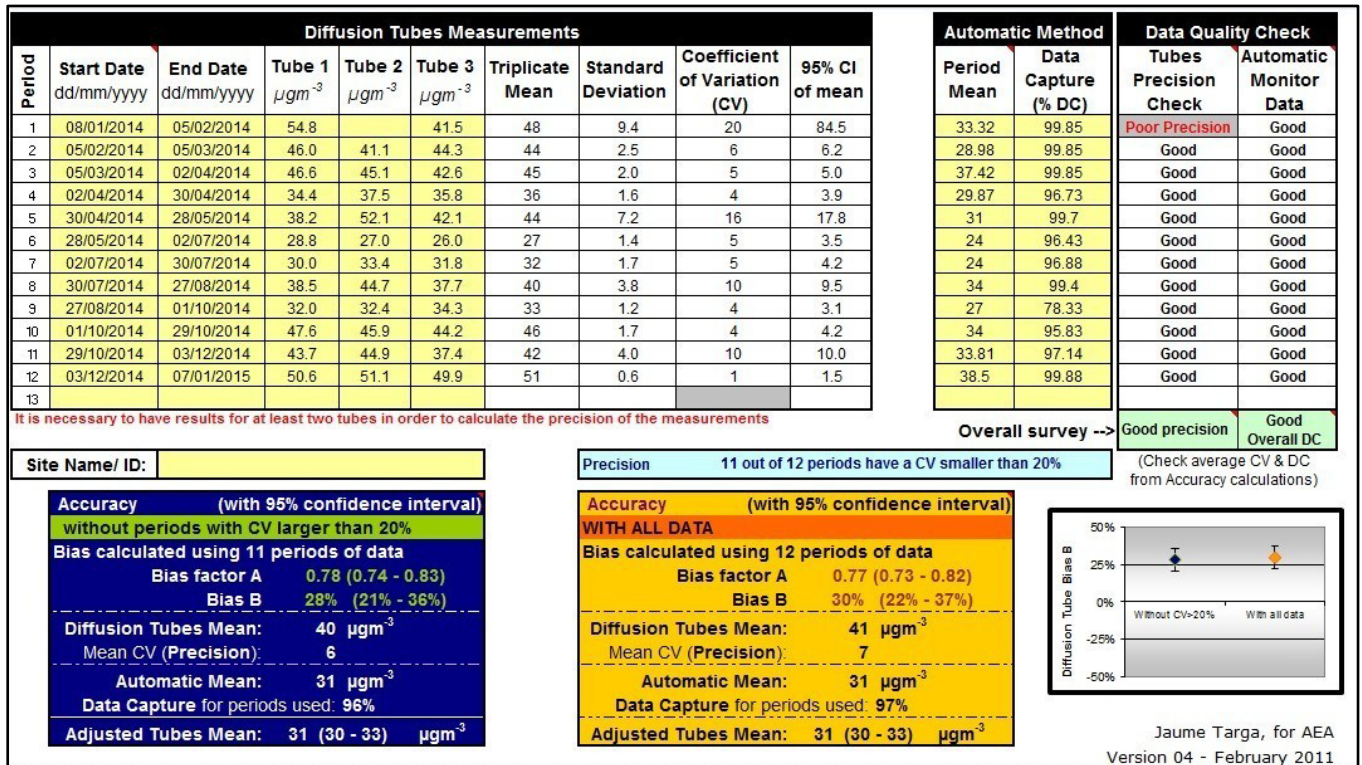 Diffusion Tubes Measurements Automatic Method Data Quality Check
Period Start Date dd/mm/yyyy End Date dd/mm/yyyy Tube 1 µgm⁻³ Tube 2 µgm⁻³ Tube 3 µgm⁻³ Triplicate Mean Standard Deviation Coefficient of Variation (CV) 95% CI of mean Period Mean Data Capture (% DC) Tubes Precision Check Automatic Monitor Data
1 08/01/2014 05/02/2014 54.8 41.5 48 9.4 20 84.5 33.32 99.85 Poor Precision Good
2 05/02/2014 05/03/2014 46.0 41.1 44.3 44 2.5 6 6.2 28.98 99.85 Good Good
3 05/03/2014 02/04/2014 46.6 45.1 42.6 45 2.0 5 5.0 37.42 99.85 Good Good
4 02/04/2014 30/04/2014 34.4 37.5 35.8 36 1.6 4 3.9 29.87 96.73 Good Good
5 30/04/2014 28/05/2014 38.2 52.1 42.1 44 7.2 16 17.8 31 99.7 Good Good
6 28/05/2014 02/07/2014 28.8 27.0 26.0 27 1.4 5 3.5 24 96.43 Good Good
7 02/07/2014 30/07/2014 30.0 33.4 31.8 32 1.7 5 4.2 24 96.88 Good Good
8 30/07/2014 27/08/2014 38.5 44.7 37.7 40 3.8 10 9.5 34 99.4 Good Good
9 27/08/2014 01/10/2014 32.0 32.4 34.3 33 1.2 4 3.1 27 78.33 Good Good
10 01/10/2014 29/10/2014 47.6 45.9 44.2 46 1.7 4 4.2 34 95.83 Good Good
11 29/10/2014 03/12/2014 43.7 44.9 37.4 42 4.0 10 10.0 33.81 97.14 Good Good
12 03/12/2014 07/01/2015 50.6 51.1 49.9 51 0.6 1 1.5 38.5 99.88 Good Good
13
It is necessary to have results for at least two tubes in order to calculate the precision of the measurements
Overall survey --> Good precision Good Overall DC
Site Name/ ID:
Precision 11 out of 12 periods have a CV smaller than 20%
(Check average CV & DC
from Accuracy calculations)
Accuracy (with 95% confidence interval)
without periods with CV larger than 20%
Bias calculated using 11 periods of data
Bias factor A 0.78 (0.74 - 0.83)
Bias B 28% (21% - 36%)
Diffusion Tubes Mean: 40 µgm⁻³
Mean CV (Precision): 6
Automatic Mean: 31 µgm⁻³
Data Capture for periods used: 96%
Adjusted Tubes Mean: 31 (30 - 33) µgm⁻³
Accuracy (with 95% confidence interval)
WITH ALL DATA
Bias calculated using 12 periods of data
Bias factor A 0.77 (0.73 - 0.82)
Bias B 30% (22% - 37%)
Diffusion Tubes Mean: 41 µgm⁻³
Mean CV (Precision): 7
Automatic Mean: 31 µgm⁻³
Data Capture for periods used: 97%
Adjusted Tubes Mean: 31 (30 - 33) µgm⁻³
Diffusion Tube Bias B
50%
25%
0%
-25%
-50%
Without CV>20% With all data
Jaume Targa, for AEA
Version 04 - February 2011